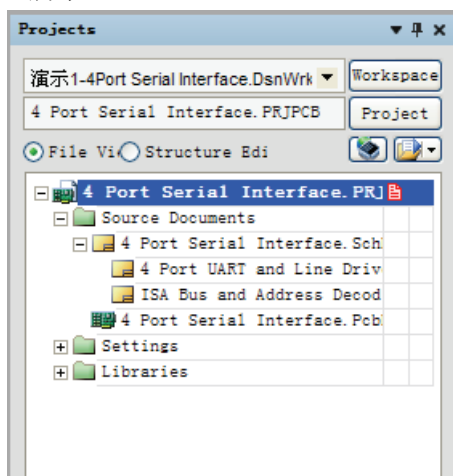 Projects
演示1-4Port Serial Interface.DsnWrk Workspace
4 Port Serial Interface.PRJPCB Project
File Vi Structure Edi
4 Port Serial Interface.PRJ
Source Documents
4 Port Serial Interface.Sch
4 Port UART and Line Driv
ISA Bus and Address Decod
4 Port Serial Interface.Pcb
Settings
Libraries